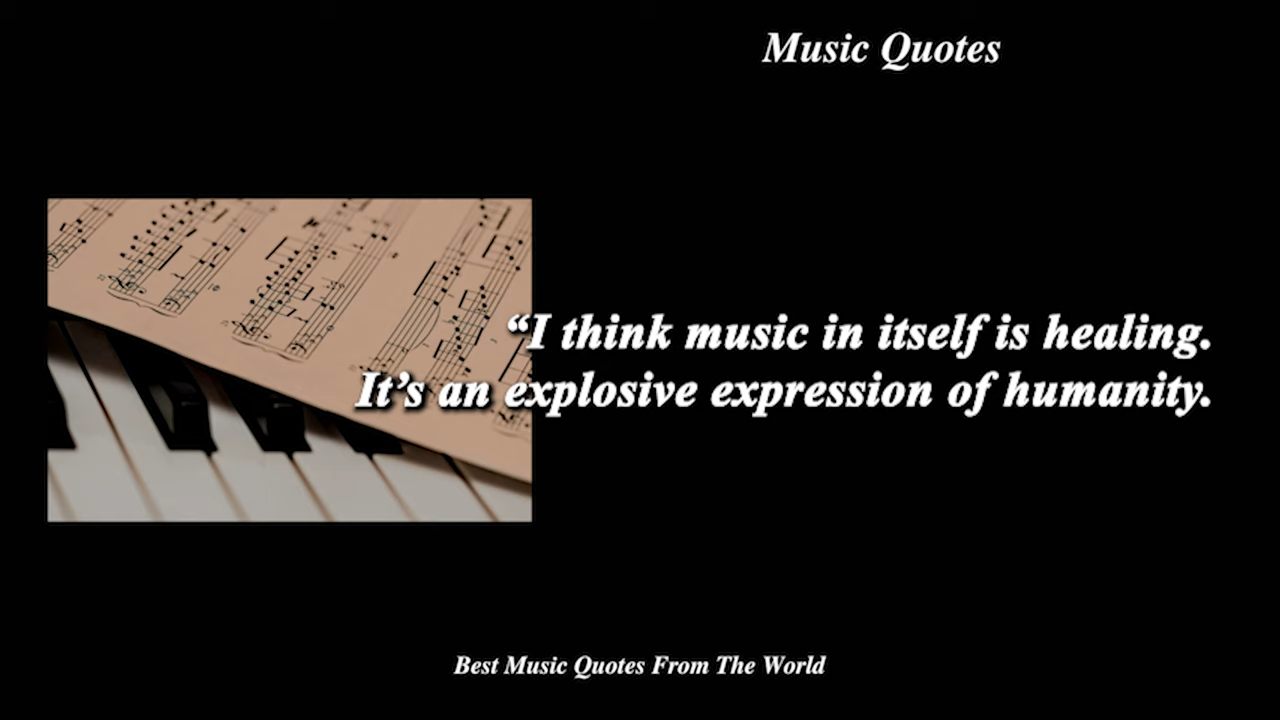 Music Quotes
“I think music in itself is healing.
It’s an explosive expression of humanity.
Best Music Quotes From The World